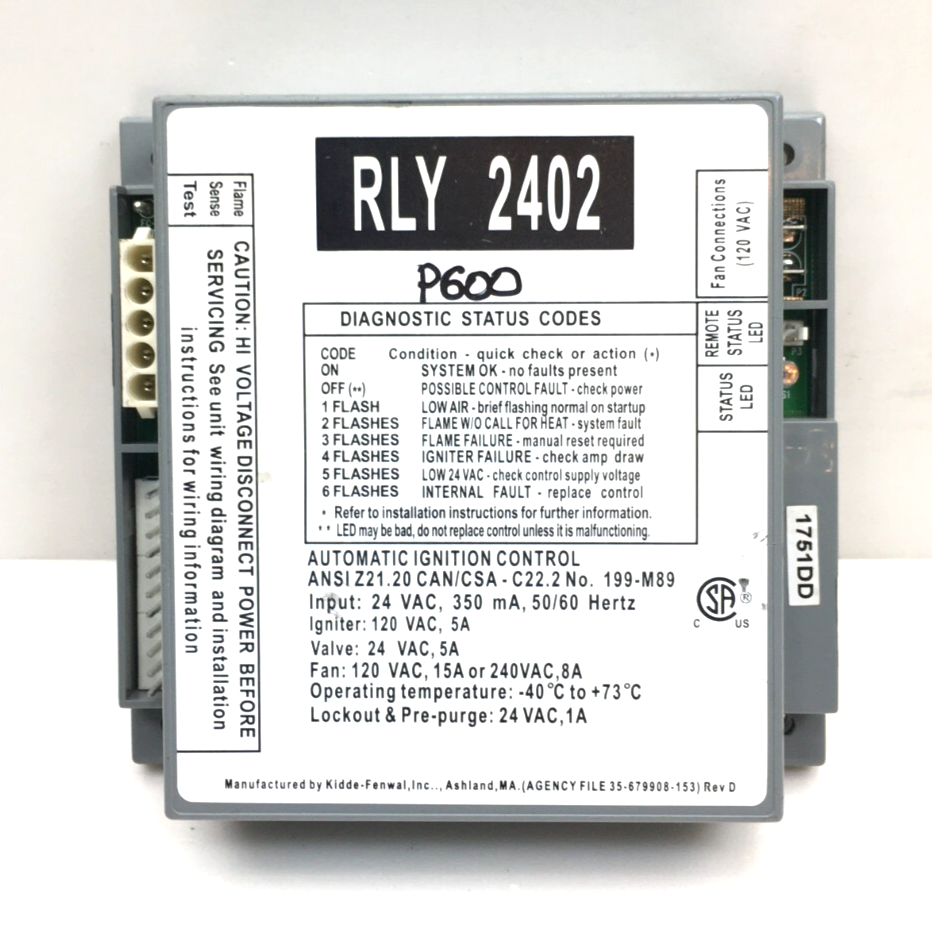 RLY 2402
P600
Flame
Sense
Test
CAUTION: HI VOLTAGE DISCONNECT POWER BEFORE
SERVICING See unit wiring diagram and installation
instructions for wiring information
Fan Connections
(120 VAC)
REMOTE
STATUS
LED
STATUS
LED
DIAGNOSTIC STATUS CODES
CODE Condition - quick check or action (*)
ON SYSTEM OK - no faults present
OFF (**) POSSIBLE CONTROL FAULT - check power
1 FLASH LOW AIR - brief flashing normal on startup
2 FLASHES FLAME W/O CALL FOR HEAT - system fault
3 FLASHES FLAME FAILURE - manual reset required
4 FLASHES IGNITER FAILURE - check amp draw
5 FLASHES LOW 24 VAC - check control supply voltage
6 FLASHES INTERNAL FAULT - replace control
* Refer to installation instructions for further information.
** LED may be bad, do not replace control unless it is malfunctioning.
AUTOMATIC IGNITION CONTROL
ANSI Z21.20 CAN/CSA - C22.2 No. 199-M89
Input: 24 VAC, 350 mA, 50/60 Hertz
Igniter: 120 VAC, 5A
Valve: 24 VAC, 5A
Fan: 120 VAC, 15A or 240VAC, 8A
Operating temperature: -40°C to +73°C
Lockout & Pre-purge: 24 VAC, 1A
SA ®
C US
1751DD
Manufactured by Kidde-Fenwal, Inc.., Ashland, MA. (AGENCY FILE 35-679908-153) Rev D